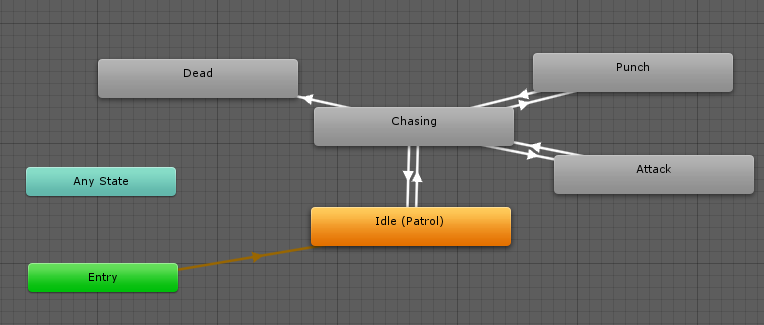 Dead
Punch
Chasing
Attack
Any State
Idle (Patrol)
Entry